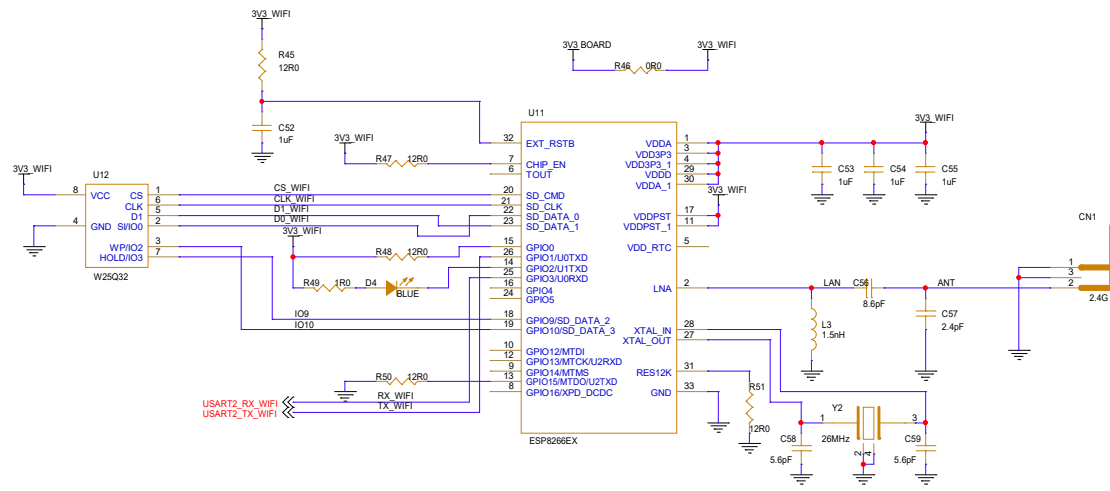 3V3_WIFI
R45
12R0
C52
1uF
3V3 BOARD
3V3_WIFI
R46
0R0
U11
32
EXT_RSTB
3V3_WIFI
R47
12R0
7
CHIP_EN
6
TOUT
VDDA
1
VDD3P3
3
VDD3P3_1
4
VDDD
29
VDDA_1
30
3V3_WIFI
3V3_WIFI
C53
1uF
C54
1uF
C55
1uF
3V3_WIFI
U12
8
VCC
CS
1
CLK
6
D1
5
4
GND
SI/IO0
2
WP/IO2
3
HOLD/IO3
7
W25Q32
CS_WIFI
CLK_WIFI
D1_WIFI
D0_WIFI
20
SD_CMD
21
SD_CLK
22
SD_DATA_0
23
SD_DATA_1
VDDPST
17
VDDPST_1
11
VDD_RTC
5
3V3_WIFI
R48
12R0
R49
1R0
D4
BLUE
15
GPIO0
26
GPIO1/U0TXD
14
GPIO2/U1TXD
25
GPIO3/U0RXD
16
GPIO4
24
GPIO5
LNA
2
LAN
C56
8.6pF
ANT
CN1
1
3
2
2.4G
L3
1.5nH
C57
2.4pF
IO9
18
GPIO9/SD_DATA_2
IO10
19
GPIO10/SD_DATA_3
XTAL_IN
28
XTAL_OUT
27
10
GPIO12/MTDI
12
GPIO13/MTCK/U2RXD
9
GPIO14/MTMS
13
GPIO15/MTDO/U2TXD
8
GPIO16/XPD_DCDC
R50
12R0
RES12K
31
GND
33
R51
12R0
USART2_RX_WIFI
RX_WIFI
USART2_TX_WIFI
TX_WIFI
ESP8266EX
Y2
1
3
26MHz
2
4
C58
5.6pF
C59
5.6pF